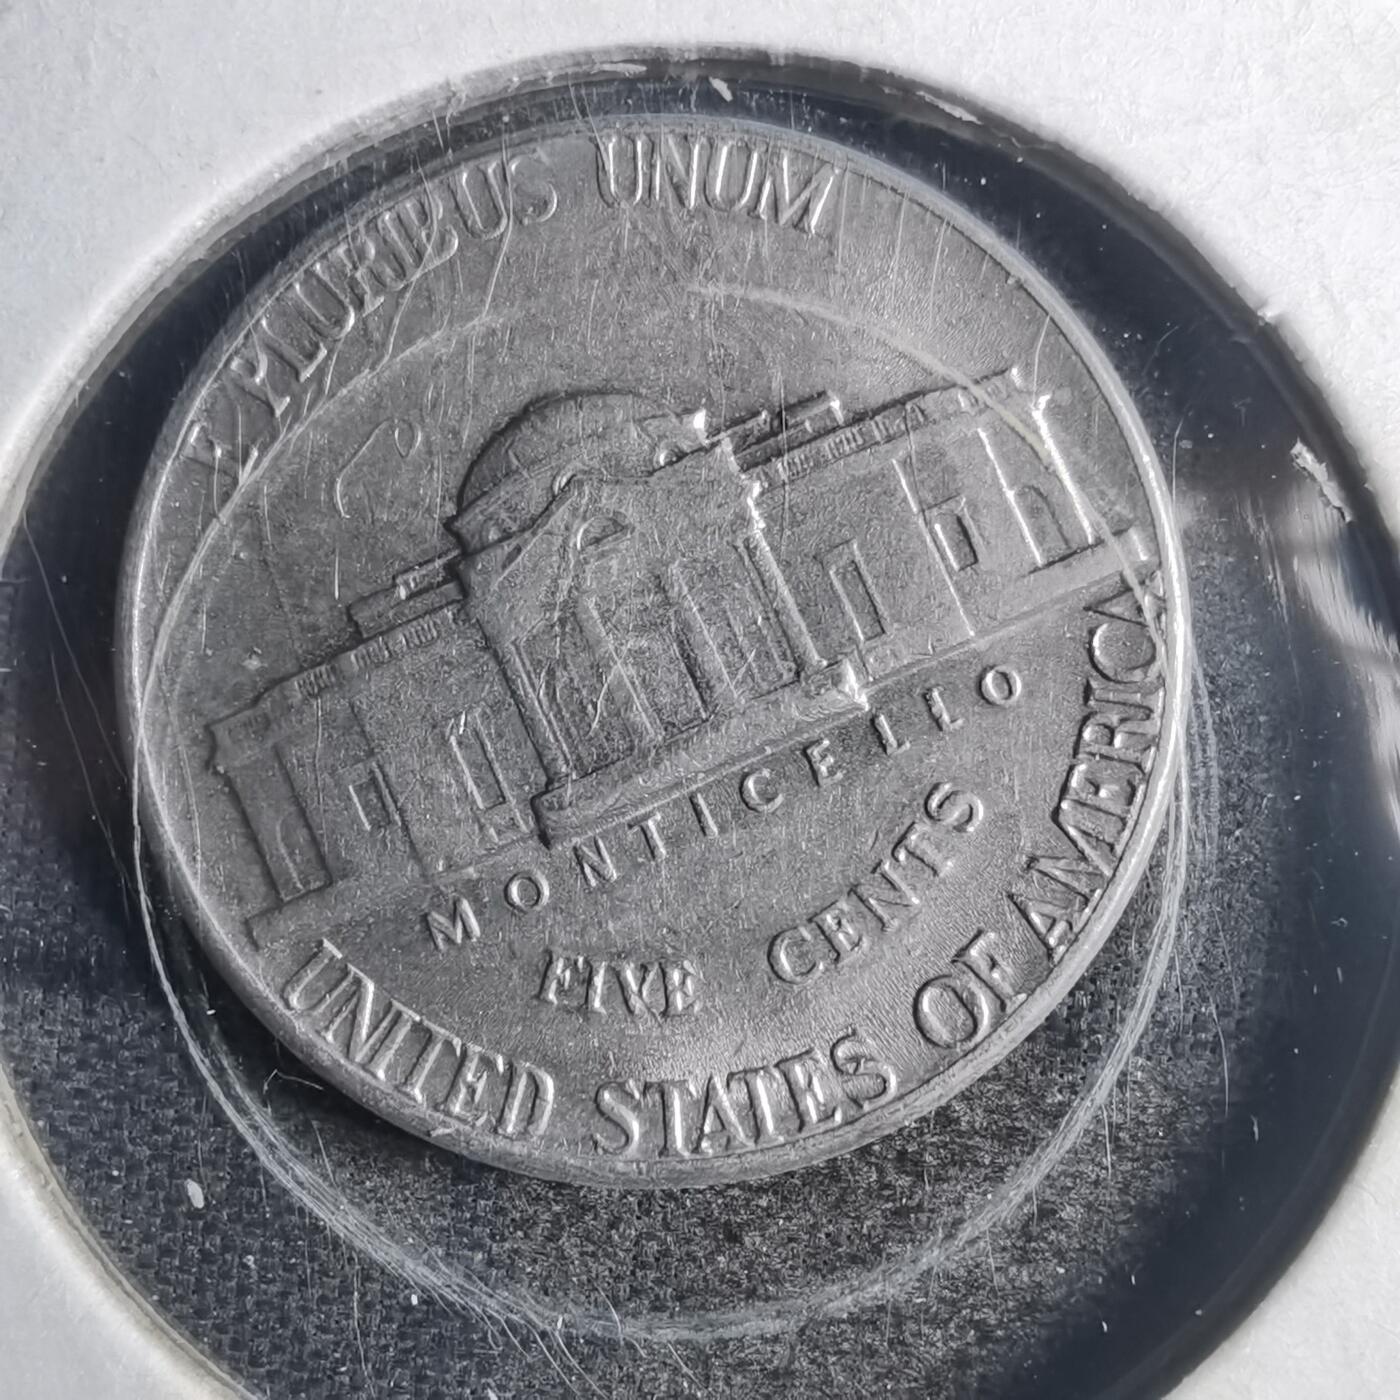 E PLURIBUS UNUM
MONTICELLO
FIVE CENTS
UNITED STATES OF AMERICA